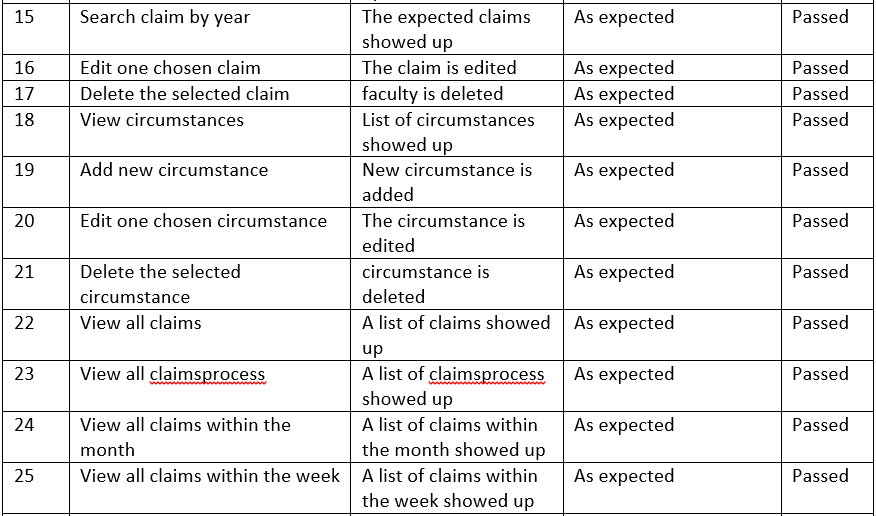 15 Search claim by year The expected claims As expected Passed
showed up
16 Edit one chosen claim The claim is edited As expected Passed
17 Delete the selected claim faculty is deleted As expected Passed
18 View circumstances List of circumstances As expected Passed
showed up
19 Add new circumstance New circumstance is As expected Passed
added
20 Edit one chosen circumstance The circumstance is As expected Passed
edited
21 Delete the selected circumstance is As expected Passed
circumstance deleted
22 View all claims A list of claims showed As expected Passed
up
23 View all claimsprocess A list of claimsprocess As expected Passed
showed up
24 View all claims within the A list of claims within As expected Passed
month the month showed up
25 View all claims within the week A list of claims within As expected Passed
the week showed up